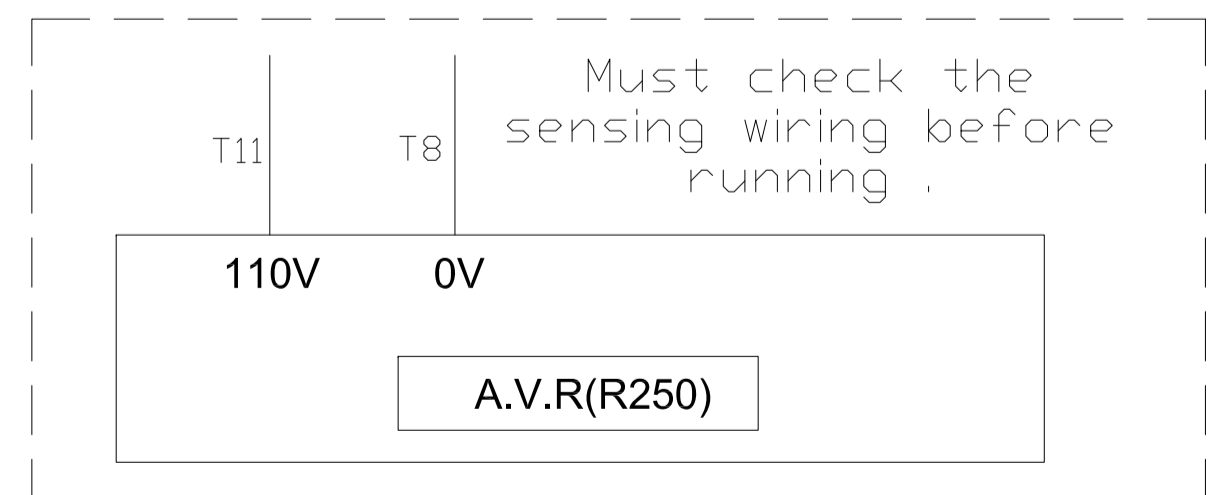 Must check the
sensing wiring before
running .
T11
T8
110V
0V
A.V.R(R250)